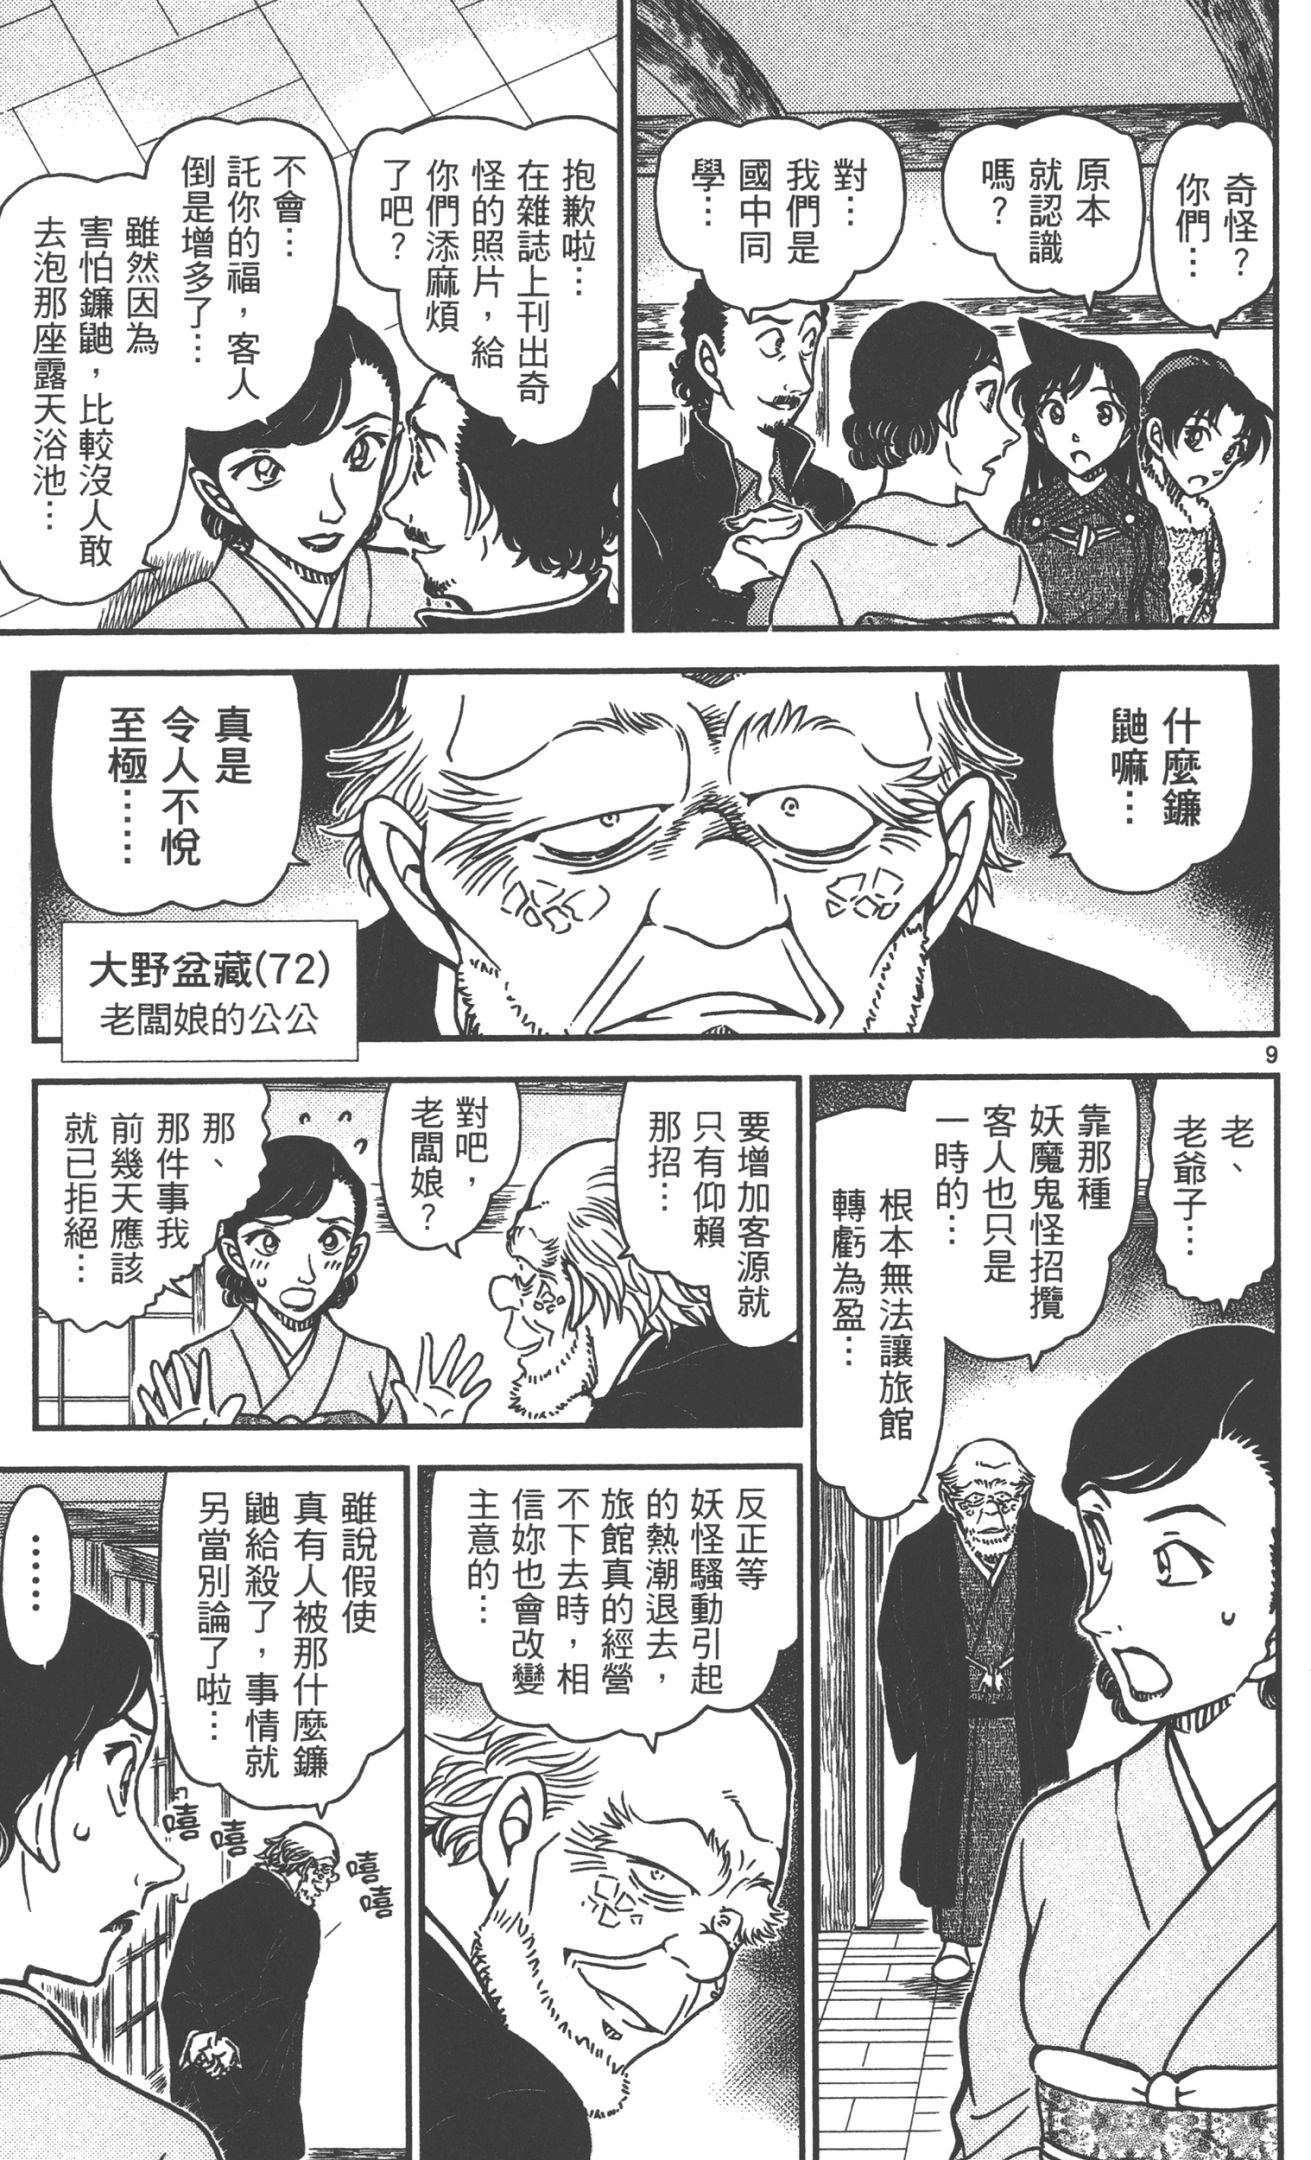 奇怪？
你們…
原本
就認識
嗎？
對…
我們是
國中同
學…
抱歉啦…
在雜誌上刊出奇
怪的照片，給
你們添麻煩
了吧？
不會…
託你的福，客人
倒是增多了…
雖然因為
害怕鐮鼬，比較沒人敢
去泡那座露天浴池…
什麼鐮
鼬嘛…
真是
令人不悅
至極……
大野盆藏(72)
老闆娘的公公
9
老、
老爺子…
靠那種
妖魔鬼怪招攬
客人也只是
一時的…
根本無法讓旅館
轉虧為盈…
要增加客源就
只有仰賴
那招…
對吧，
老闆娘？
那、
那件事我
前幾天應該
就已拒絕…
反正等
妖怪騷動引起
的熱潮退去，
旅館真的經營
不下去時，相
信妳也會改變
主意的…
雖說假使
真有人被那什麼鐮
鼬給殺了，事情就
另當別論了啦…
嘻
嘻
嘻
嘻
……